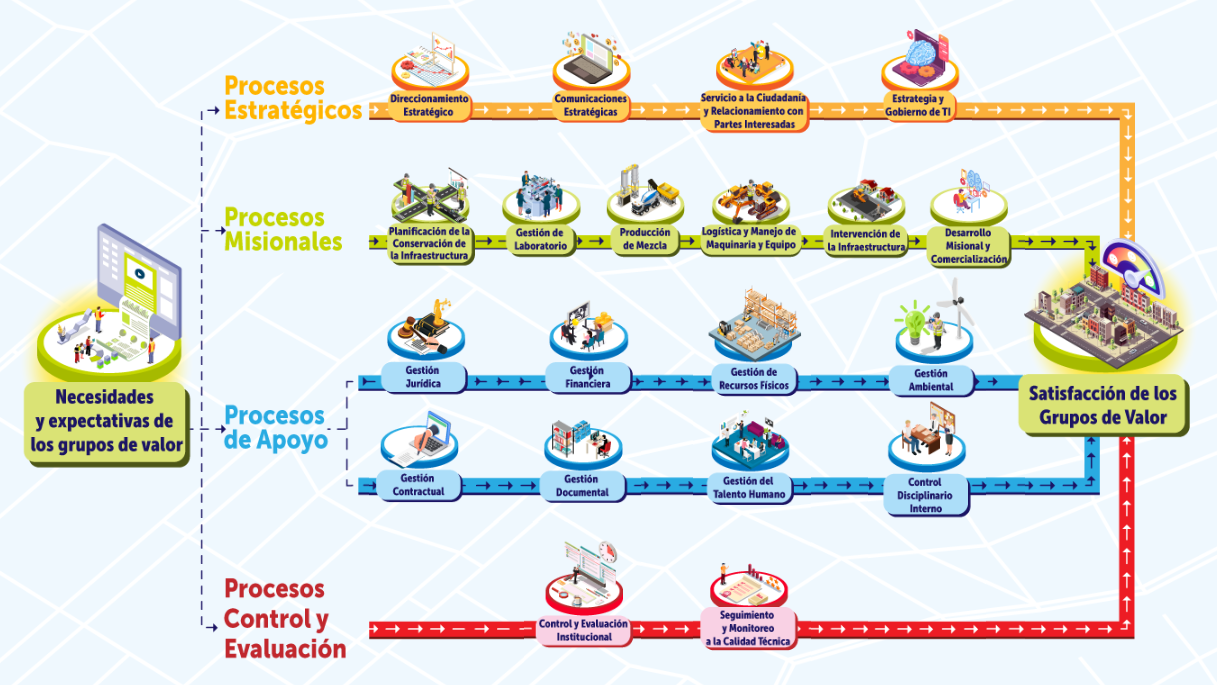 Procesos
Estratégicos
Direccionamiento
Estratégico
Comunicaciones
Estratégicas
Servicio a la Ciudadanía
y Relacionamiento con
Partes Interesadas
Estrategia y
Gobierno de TI
Procesos
Misionales
Planificación de la
Conservación de
la Infraestructura
Gestión de
Laboratorio
Producción
de Mezcla
Logística y Manejo de
Maquinaria y Equipo
Intervención de
la Infraestructura
Desarrollo
Misional y
Comercialización
Necesidades
y expectativas de
los grupos de valor
Procesos
de Apoyo
Gestión
Jurídica
Gestión
Financiera
Gestión de
Recursos Físicos
Gestión
Ambiental
Gestión
Contractual
Gestión
Documental
Gestión del
Talento Humano
Control
Disciplinario
Interno
Satisfacción de los
Grupos de Valor
Procesos
Control y
Evaluación
Control y Evaluación
Institucional
Seguimiento
y Monitoreo
a la Calidad Técnica